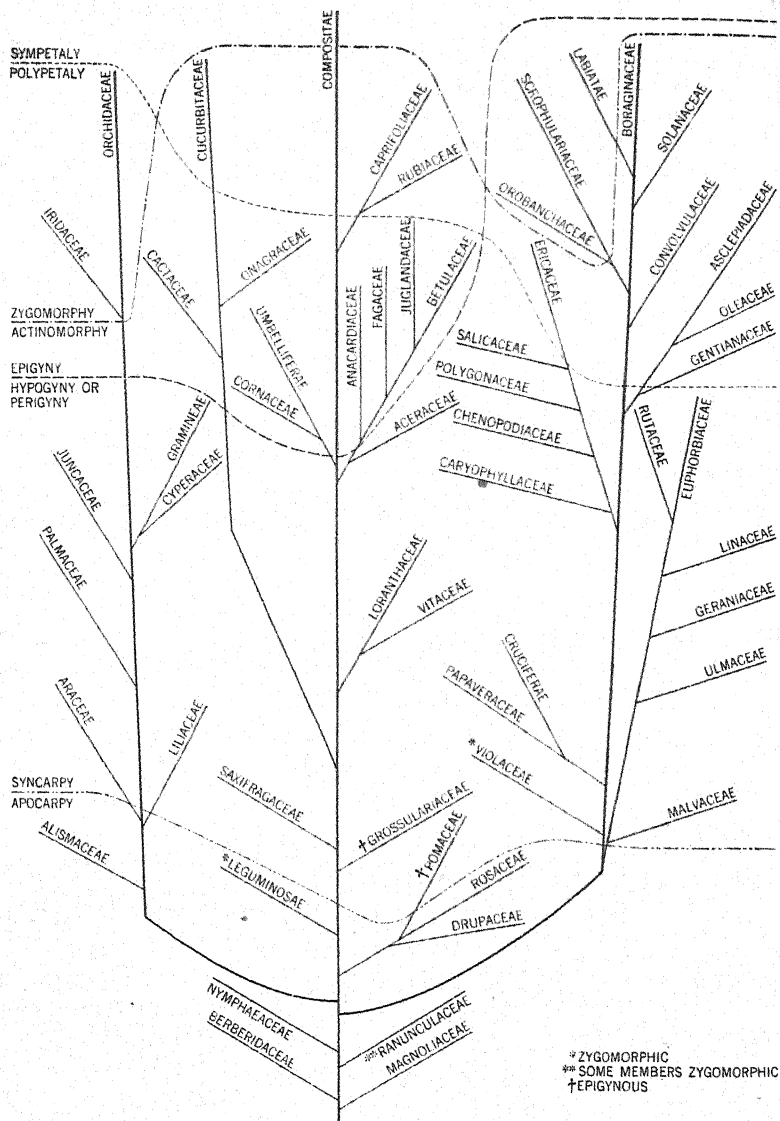 COMPOSITAE
SYMPETALY
POLYPETALY
ORCHIDACEAE
CUCURBITACEAE
CAPRIFOLIACEAE
RUBIACEAE
SCROPHULARIACEAE
LABIATAE
BORAGINACEAE
SOLANACEAE
IRIDACEAE
CACTACEAE
ONAGRACEAE
OROBANCHACEAE
CONVOLVULACEAE
ASCLEPIADACEAE
ZYGOMORPHY
ACTINOMORPHY
UMBELLIFERAE
ANACARDIACEAE
FAGACEAE
JUGLANDACEAE
BETULACEAE
ERICACEAE
OLEACEAE
GENTIANACEAE
EPIGYNY
HYPOGYNY OR
PERIGYNY
CORNACEAE
ACERACEAE
SALICACEAE
POLYGONACEAE
CHENOPODIACEAE
CARYOPHYLLACEAE
RUTACEAE
EUPHORBIACEAE
JUNCACEAE
GRAMINEAE
CYPERACEAE
PALMACEAE
LORANTHACEAE
VITACEAE
LINACEAE
GERANIACEAE
ULMACEAE
ARACEAE
LILIACEAE
CRUCIFERAE
PAPAVERACEAE
*VIOLACEAE
SYNCARPY
APOCARPY
SAXIFRAGACEAE
†GROSSULARIACEAE
MALVACEAE
ALISMACEAE
*LEGUMINOSAE
†POMACEAE
ROSACEAE
DRUPACEAE
NYMPHAEACEAE
BERBERIDACEAE
**RANUNCULACEAE
MAGNOLIACEAE
*ZYGOMORPHIC
**SOME MEMBERS ZYGOMORPHIC
†EPIGYNOUS